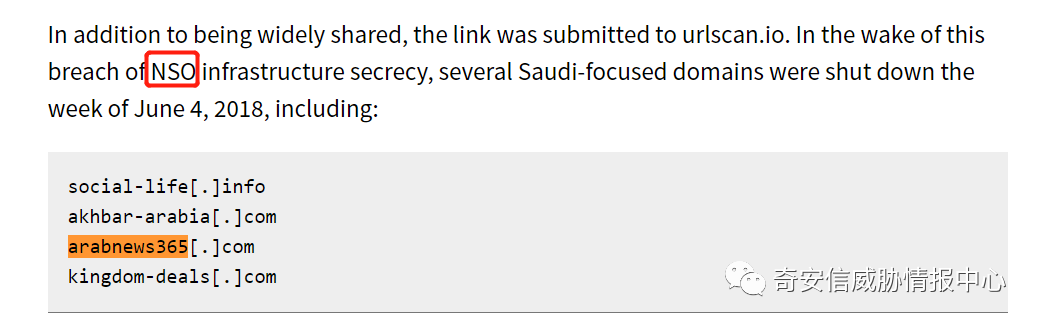 In addition to being widely shared, the link was submitted to urlscan.io. In the wake of this
breach of NSO infrastructure secrecy, several Saudi-focused domains were shut down the
week of June 4, 2018, including:
social-life[.]info
akhbar-arabia[.]com
arabnews365[.]com
kingdom-deals[.]com
奇安信威胁情报中心